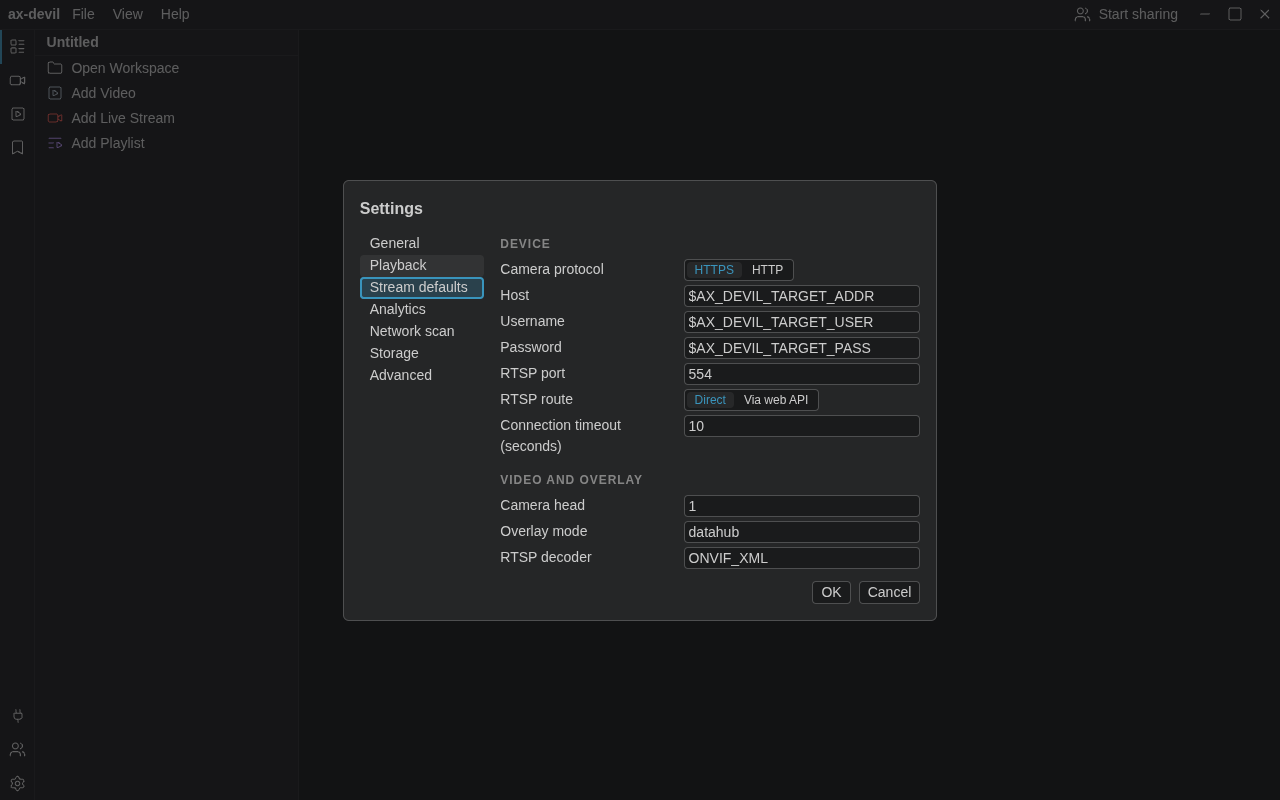 ax-devil File View Help Start sharing
Untitled
Open Workspace
Add Video
Add Live Stream
Add Playlist
Settings
General
Playback
Stream defaults
Analytics
Network scan
Storage
Advanced
DEVICE
Camera protocol HTTPS HTTP
Host $AX_DEVIL_TARGET_ADDR
Username $AX_DEVIL_TARGET_USER
Password $AX_DEVIL_TARGET_PASS
RTSP port 554
RTSP route Direct Via web API
Connection timeout 10
(seconds)
VIDEO AND OVERLAY
Camera head 1
Overlay mode datahub
RTSP decoder ONVIF_XML
OK Cancel